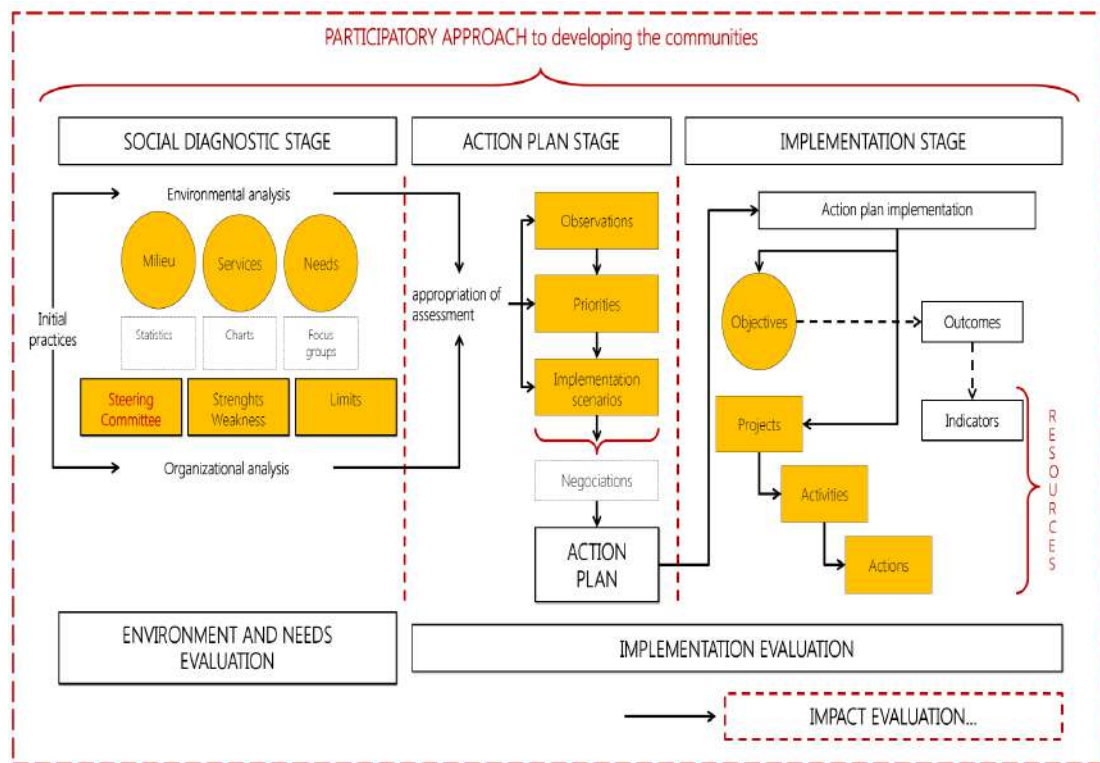 PARTICIPATORY APPROACH to developing the communities
SOCIAL DIAGNOSTIC STAGE
ACTION PLAN STAGE
IMPLEMENTATION STAGE
Environmental analysis
Milieu
Services
Needs
Statistics
Charts
Focus
groups
Initial
practices
Steering
Committee
Strenghts
Weakness
Limits
Organizational analysis
appropriation of
assessment
Observations
Priorities
Implementation
scenarios
Negociations
ACTION
PLAN
Action plan implementation
Objectives
Outcomes
Indicators
Projects
Activities
Actions
RESOURCES
ENVIRONMENT AND NEEDS
EVALUATION
IMPLEMENTATION EVALUATION
IMPACT EVALUATION...